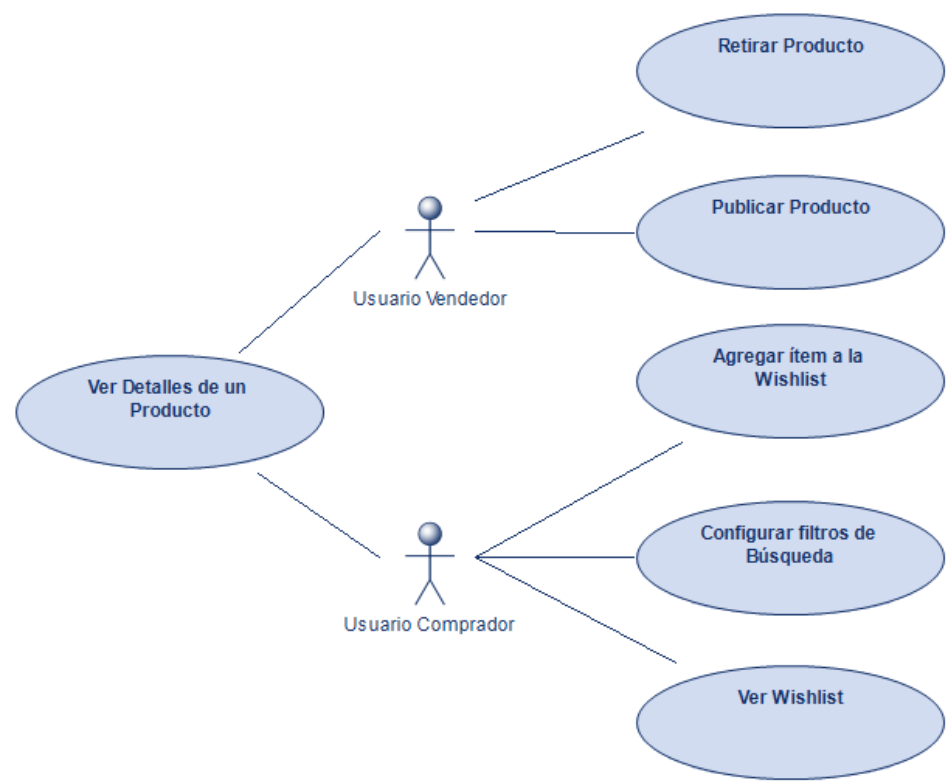 Retirar Producto
Publicar Producto
Usuario Vendedor
Agregar ítem a la
Wishlist
Ver Detalles de un
Producto
Configurar filtros de
Búsqueda
Usuario Comprador
Ver Wishlist